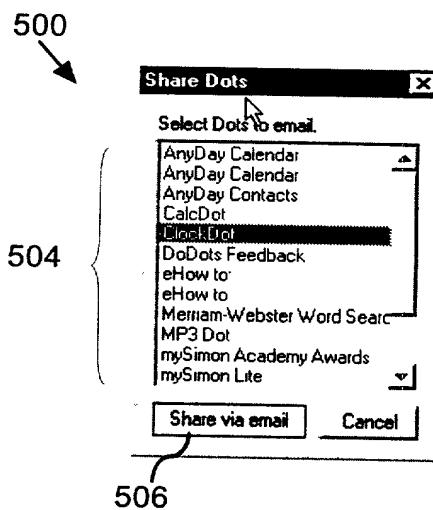 500
Share Dots
Select Dots to email.
AnyDay Calendar
AnyDay Calendar
AnyDay Contacts
CalcDot
ClockDot
504
DoDots Feedback
eHow to
eHow to
Merriam-Webster Word Searc
MP3 Dot
mySimon Academy Awards
mySimon Lite
Share via email
Cancel
506